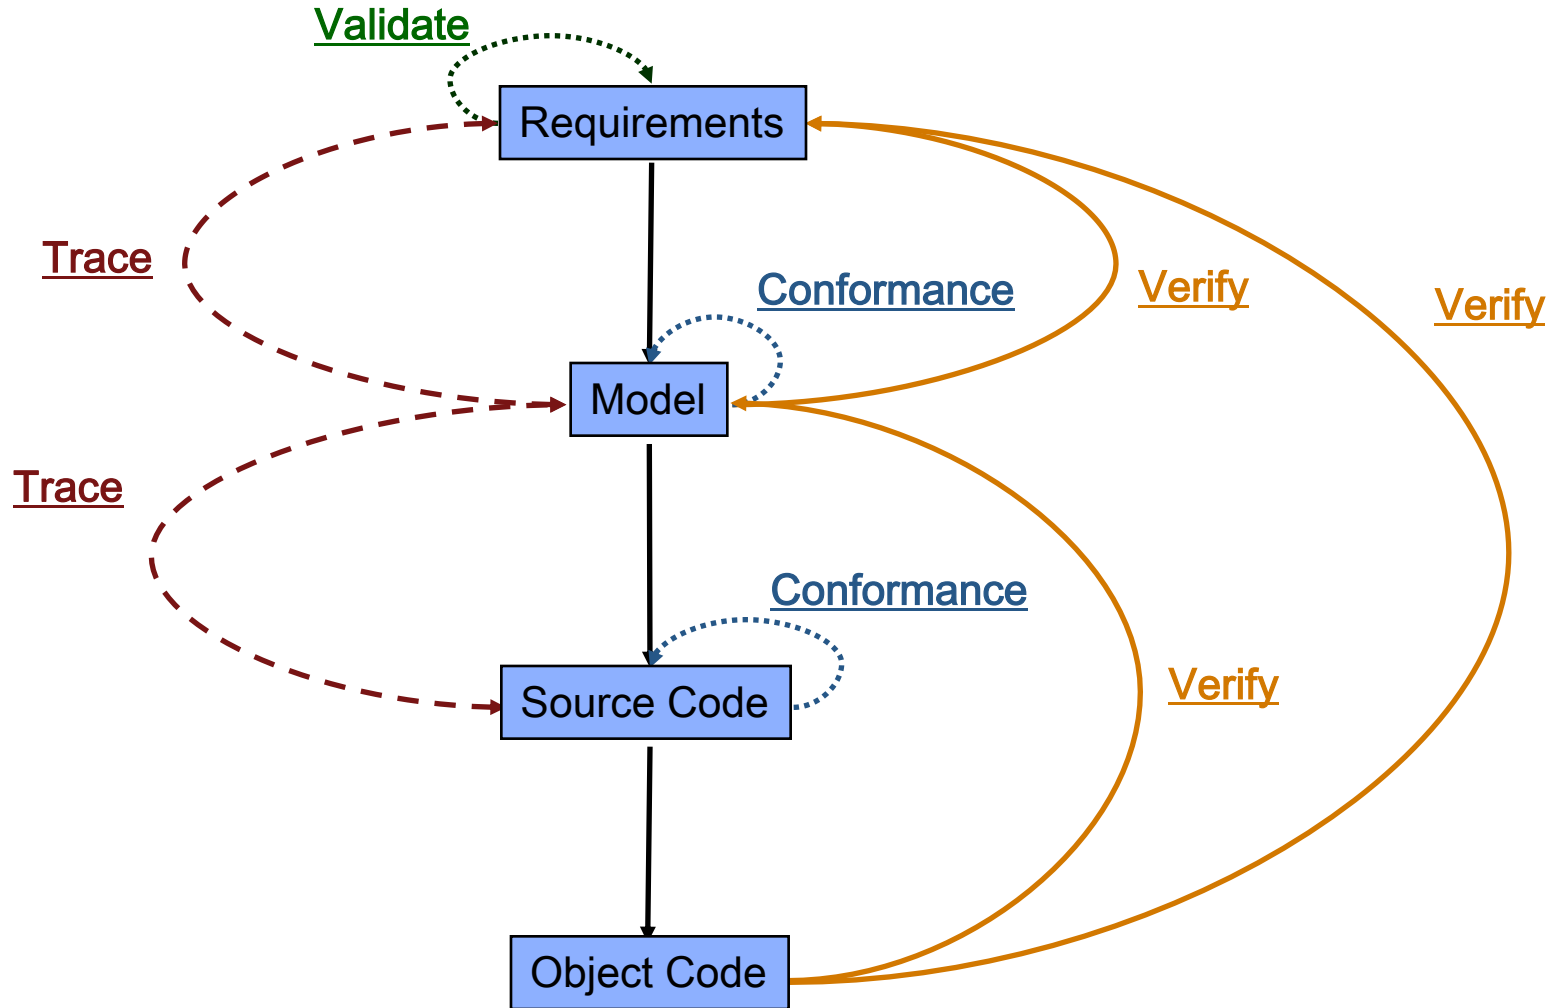 Validate
Requirements
Trace
Conformance
Verify
Verify
Model
Trace
Conformance
Source Code
Verify
Object Code